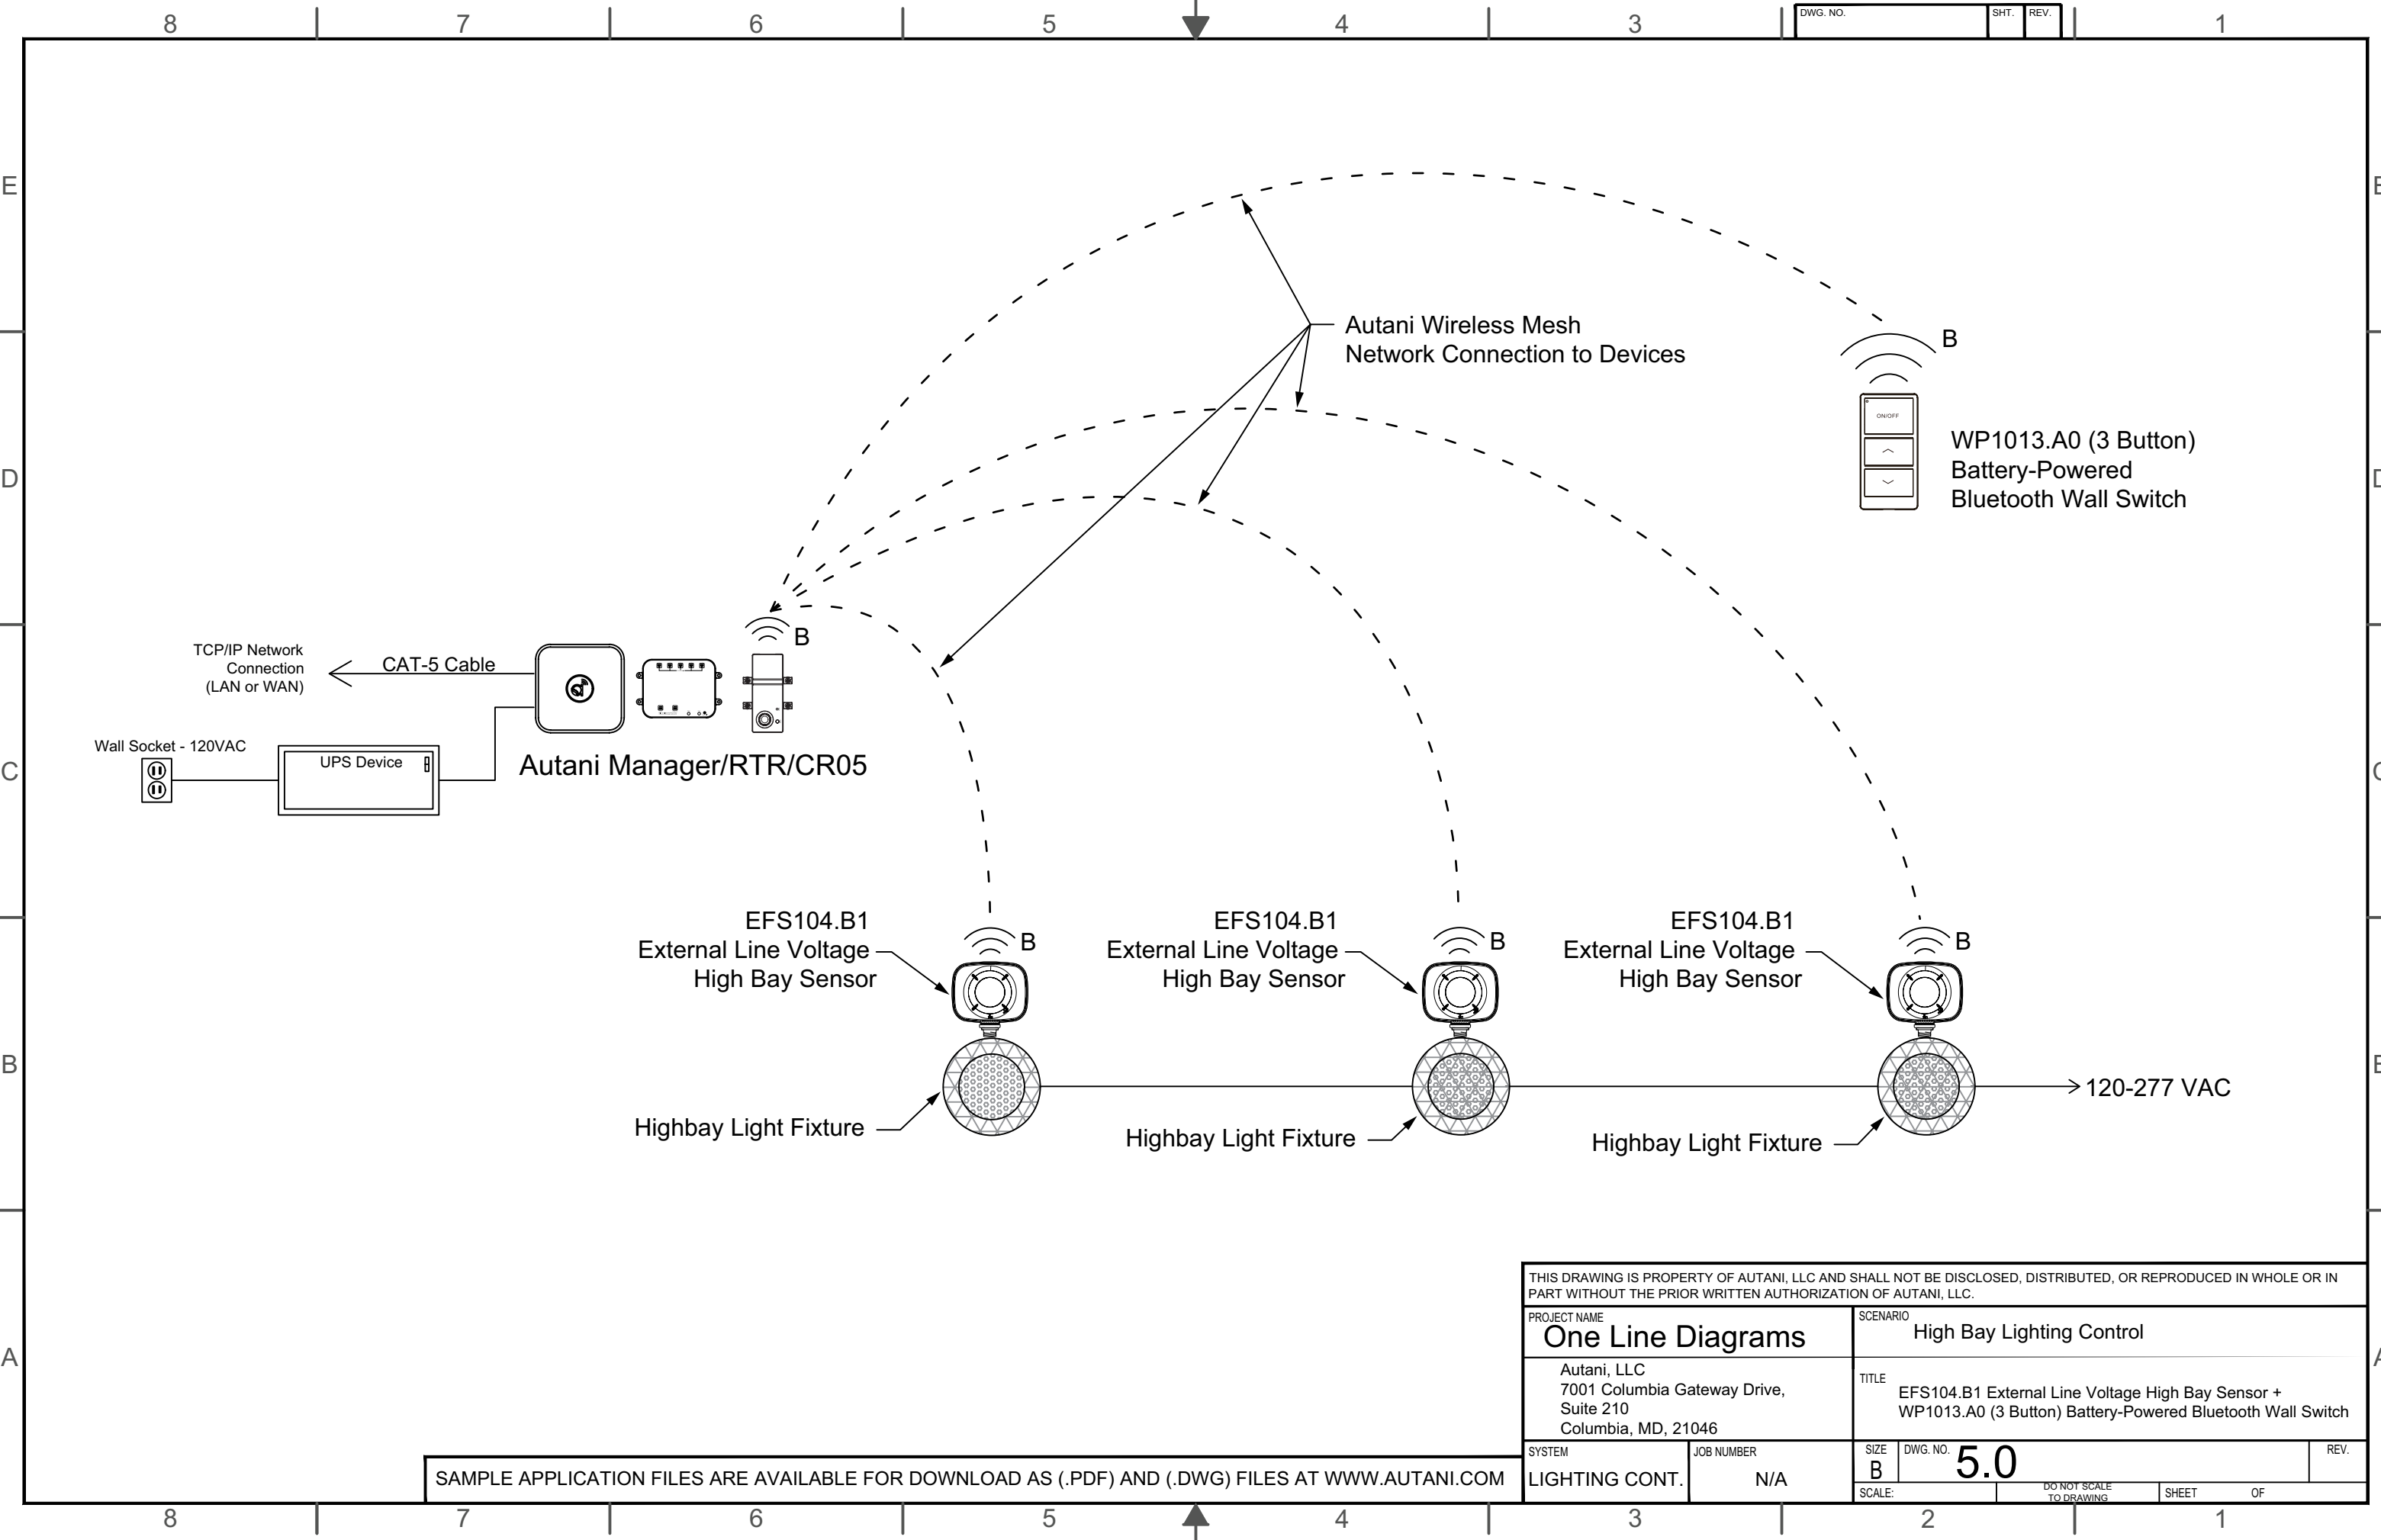 8 7 6 5 4 3 1
DWG. NO. SHT. REV.
E
E
Autani Wireless Mesh
Network Connection to Devices
B
ON/OFF
WP1013.A0 (3 Button)
Battery-Powered
Bluetooth Wall Switch
D
D
B
TCP/IP Network
Connection
(LAN or WAN)
CAT-5 Cable
Wall Socket - 120VAC
UPS Device
Autani Manager/RTR/CR05
C
C
EFS104.B1
External Line Voltage
High Bay Sensor
B
EFS104.B1
External Line Voltage
High Bay Sensor
B
EFS104.B1
External Line Voltage
High Bay Sensor
B
B
B
120-277 VAC
Highbay Light Fixture
Highbay Light Fixture
Highbay Light Fixture
THIS DRAWING IS PROPERTY OF AUTANI, LLC AND SHALL NOT BE DISCLOSED, DISTRIBUTED, OR REPRODUCED IN WHOLE OR IN
PART WITHOUT THE PRIOR WRITTEN AUTHORIZATION OF AUTANI, LLC.
PROJECT NAME
One Line Diagrams
SCENARIO
High Bay Lighting Control
A
A
Autani, LLC
7001 Columbia Gateway Drive,
Suite 210
Columbia, MD, 21046
TITLE
EFS104.B1 External Line Voltage High Bay Sensor +
WP1013.A0 (3 Button) Battery-Powered Bluetooth Wall Switch
SYSTEM
LIGHTING CONT.
JOB NUMBER
N/A
SIZE
B
DWG. NO.
5.0
REV.
SCALE:
DO NOT SCALE
TO DRAWING
SHEET OF
SAMPLE APPLICATION FILES ARE AVAILABLE FOR DOWNLOAD AS (.PDF) AND (.DWG) FILES AT WWW.AUTANI.COM
8 7 6 5 4 3 2 1